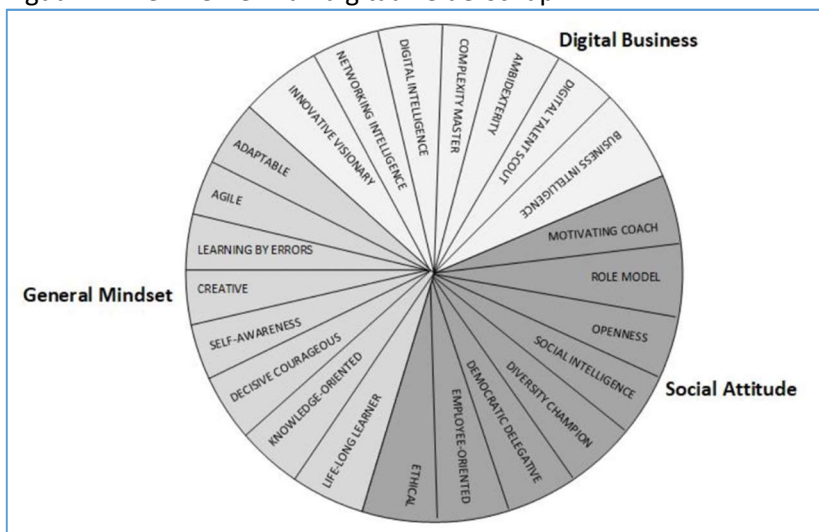 Digital Business
General Mindset
Social Attitude
INNOVATIVE VISIONARY
NETWORKING INTELLIGENCE
DIGITAL INTELLIGENCE
COMPLEXITY MASTER
AMBIDEXTERITY
DIGITAL TALENT SCOUT
BUSINESS INTELLIGENCE
MOTIVATING COACH
ROLE MODEL
OPENNESS
SOCIAL INTELLIGENCE
DIVERSITY CHAMPION
DEMOCRATIC DELEGATIVE
EMPLOYEE-ORIENTED
ETHICAL
LIFE-LONG LEARNER
KNOWLEDGE-ORIENTED
DECISIVE COURAGEOUS
SELF-AWARENESS
CREATIVE
LEARNING BY ERRORS
AGILE
ADAPTABLE